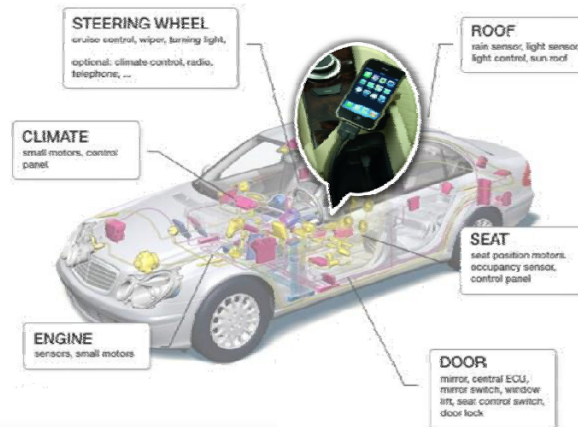 STEERING WHEEL
cruise control, wiper, turning light,
optional: climate control, radio,
telephone, ...
ROOF
rain sensor, light sensor,
light control, sun roof
CLIMATE
small motors, control
panel
SEAT
seat position motors,
occupancy sensor,
control panel
ENGINE
sensors, small motors
DOOR
mirror, central ECU,
mirror switch, window
lift, seat control switch,
door lock